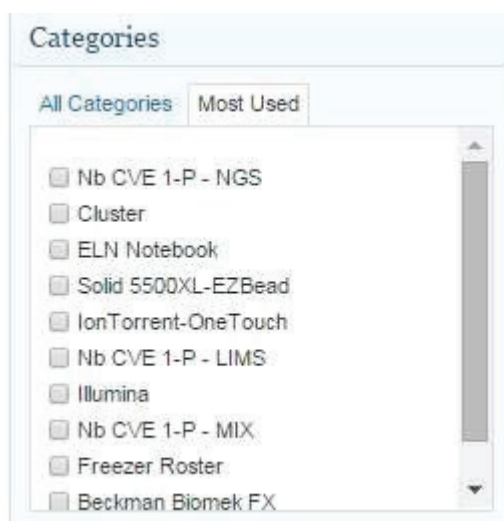 Categories
All Categories Most Used
Nb CVE 1-P - NGS
Cluster
ELN Notebook
Solid 5500XL-EZBead
IonTorrent-OneTouch
Nb CVE 1-P - LIMS
Illumina
Nb CVE 1-P - MIX
Freezer Roster
Beckman Biomek FX